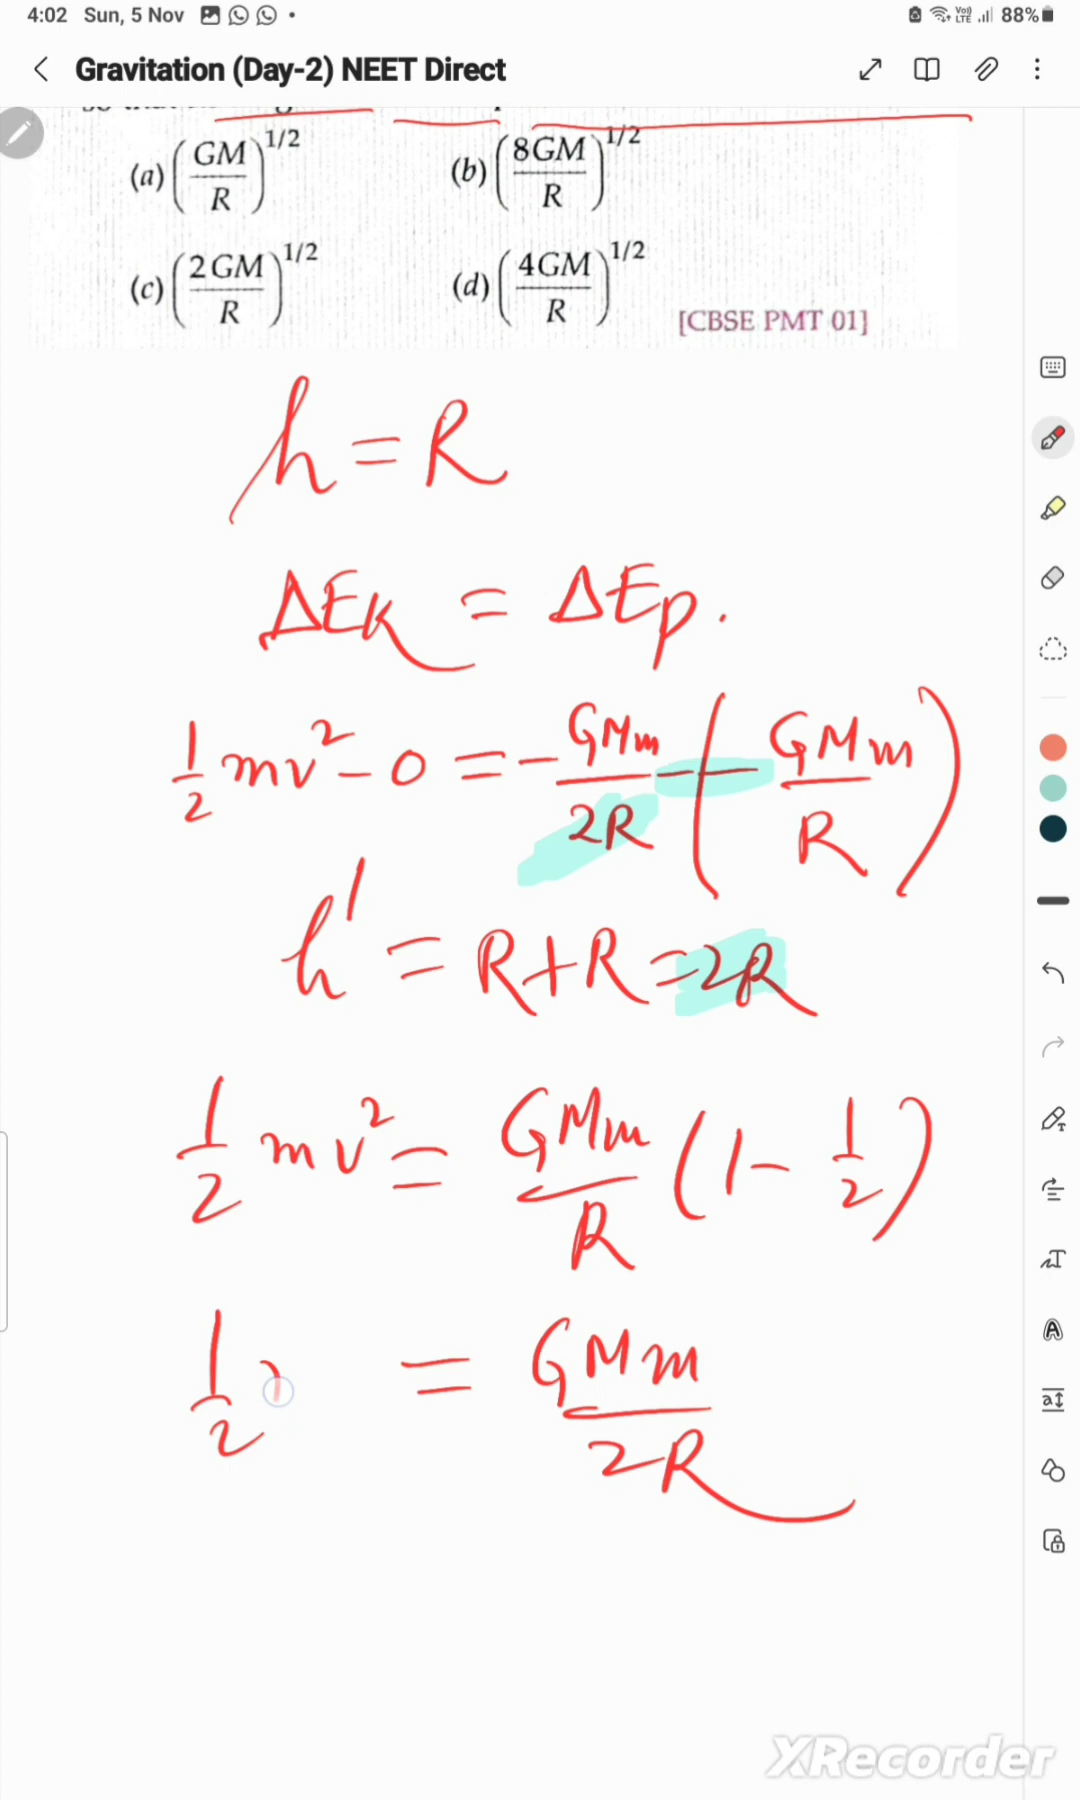 4:02 Sun, 5 Nov 88%
Gravitation (Day-2) NEET Direct
(a) (GM/R)^1/2 (b) (8GM/R)^1/2
(c) (2GM/R)^1/2 (d) (4GM/R)^1/2
[CBSE PMT 01]
h = R
ΔEK = ΔEp.
1/2 mv² - 0 = - GMm/2R - (- GMm/R)
h' = R + R = 2R
1/2 mv² = GMm/R (1 - 1/2)
1/2 = GMm/2R
XRecorder